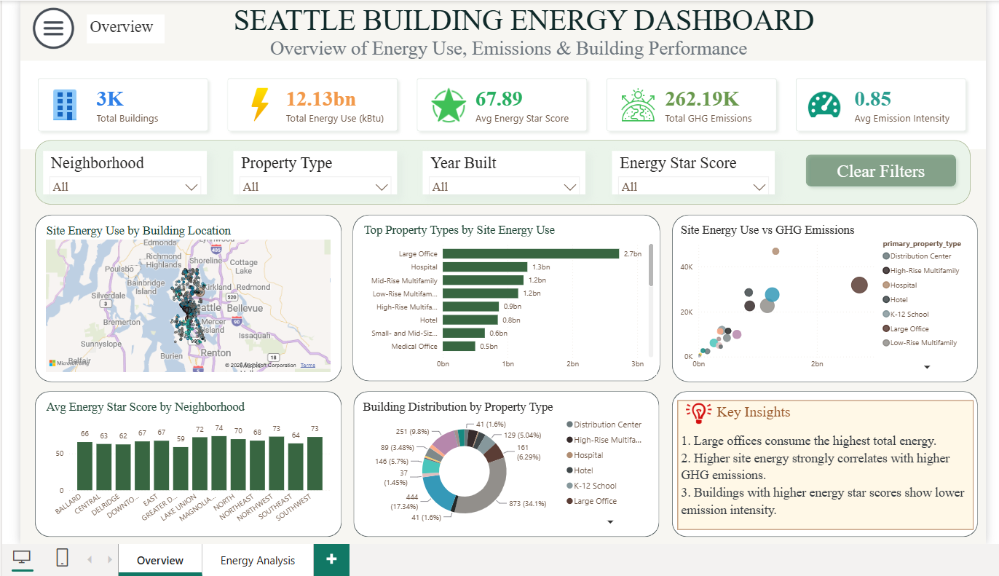 Overview
SEATTLE BUILDING ENERGY DASHBOARD
Overview of Energy Use, Emissions & Building Performance
3K
Total Buildings
12.13bn
Total Energy Use (kBtu)
67.89
Avg Energy Star Score
262.19K
Total GHG Emissions
0.85
Avg Emission Intensity
Neighborhood
All
Property Type
All
Year Built
All
Energy Star Score
All
Clear Filters
Site Energy Use by Building Location
Edmonds
Richmond
Highlands
Shoreline
Cottage
Lake
Poulsbo
Bainbridge
Island
Kirkland
Redmond
Silverdale
Bellevue
Bremerton
Mercer
Island
Issaquah
Sunnyslope
Burien
Renton
Belfair
405
3
520
90
18
5
Microsoft Corporation
Terms
Top Property Types by Site Energy Use
Large Office 2.7bn
Hospital 1.3bn
Mid-Rise Multifamily 1.2bn
Low-Rise Multifam... 1.2bn
High-Rise Multifa... 0.9bn
Hotel 0.8bn
Small- and Mid-Siz... 0.6bn
Medical Office 0.5bn
0bn 1bn 2bn 3bn
Site Energy Use vs GHG Emissions
40K
20K
0K
0bn 2bn
primary_property_type
Distribution Center
High-Rise Multifamily
Hospital
Hotel
K-12 School
Large Office
Low-Rise Multifamily
Avg Energy Star Score by Neighborhood
50
0
66 63 62 67 67 59 72 74 70 68 73 64 73
BALLARD
CENTRAL
DELRIDGE
DOWNTO...
EAST
GREATER D...
LAKE UNION
MAGNOLIA...
NORTH
NORTHEAST
NORTHWEST
SOUTHEAST
SOUTHWEST
Building Distribution by Property Type
41 (1.6%)
129 (5.04%)
161
(6.29%)
873 (34.1%)
41 (1.6%)
444
(17.34%)
37
(1.45%)
146 (5.7%)
89 (3.48%)
251 (9.8%)
Distribution Center
High-Rise Multifa...
Hospital
Hotel
K-12 School
Large Office
Key Insights
1. Large offices consume the highest total energy.
2. Higher site energy strongly correlates with higher
GHG emissions.
3. Buildings with higher energy star scores show lower
emission intensity.
Overview
Energy Analysis
+